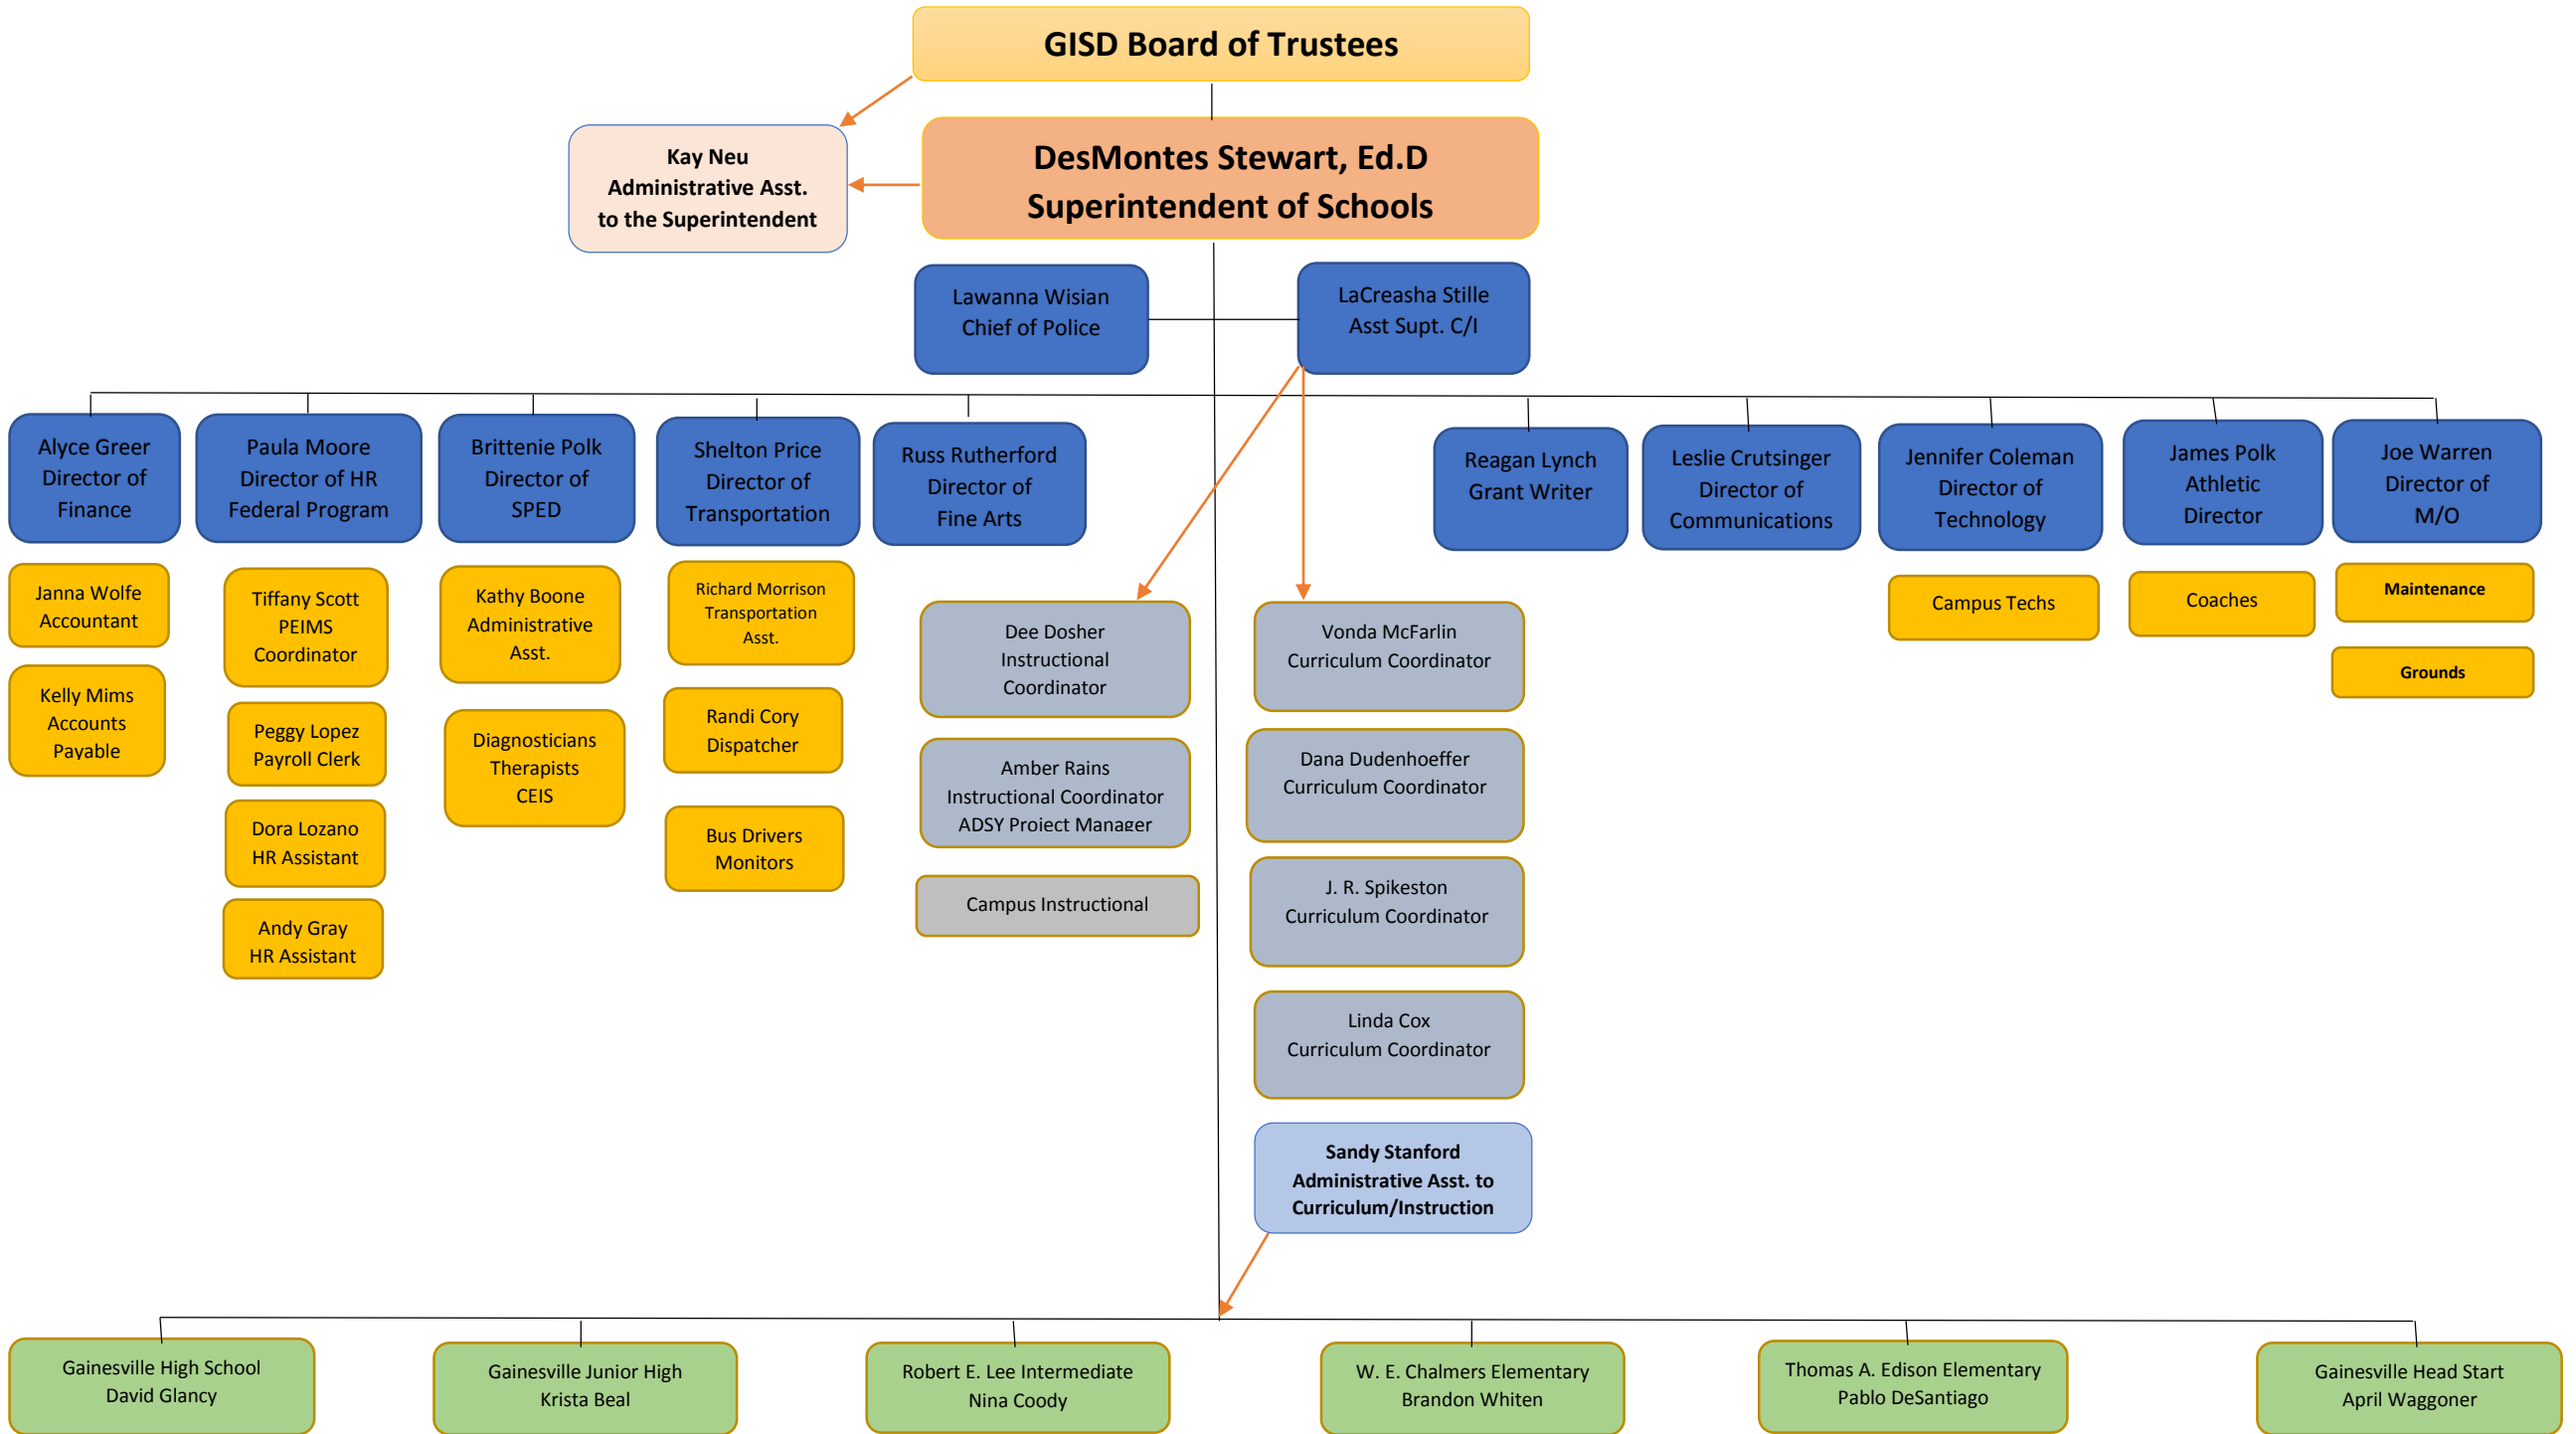 GISD Board of Trustees
Kay Neu
Administrative Asst.
to the Superintendent
DesMontes Stewart, Ed.D
Superintendent of Schools
Lawanna Wisian
Chief of Police
LaCreasha Stille
Asst Supt. C/I
Alyce Greer
Director of
Finance
Paula Moore
Director of HR
Federal Program
Brittenie Polk
Director of
SPED
Shelton Price
Director of
Transportation
Russ Rutherford
Director of
Fine Arts
Reagan Lynch
Grant Writer
Leslie Crutsinger
Director of
Communications
Jennifer Coleman
Director of
Technology
James Polk
Athletic
Director
Joe Warren
Director of
M/O
Janna Wolfe
Accountant
Kelly Mims
Accounts
Payable
Tiffany Scott
PEIMS
Coordinator
Peggy Lopez
Payroll Clerk
Dora Lozano
HR Assistant
Andy Gray
HR Assistant
Kathy Boone
Administrative
Asst.
Diagnosticians
Therapists
CEIS
Richard Morrison
Transportation
Asst.
Randi Cory
Dispatcher
Bus Drivers
Monitors
Dee Dosher
Instructional
Coordinator
Amber Rains
Instructional Coordinator
ADSY Project Manager
Campus Instructional
Vonda McFarlin
Curriculum Coordinator
Dana Dudenhoeffer
Curriculum Coordinator
J. R. Spikeston
Curriculum Coordinator
Linda Cox
Curriculum Coordinator
Sandy Stanford
Administrative Asst. to
Curriculum/Instruction
Campus Techs
Coaches
Maintenance
Grounds
Gainesville High School
David Glancy
Gainesville Junior High
Krista Beal
Robert E. Lee Intermediate
Nina Coody
W. E. Chalmers Elementary
Brandon Whiten
Thomas A. Edison Elementary
Pablo DeSantiago
Gainesville Head Start
April Waggoner